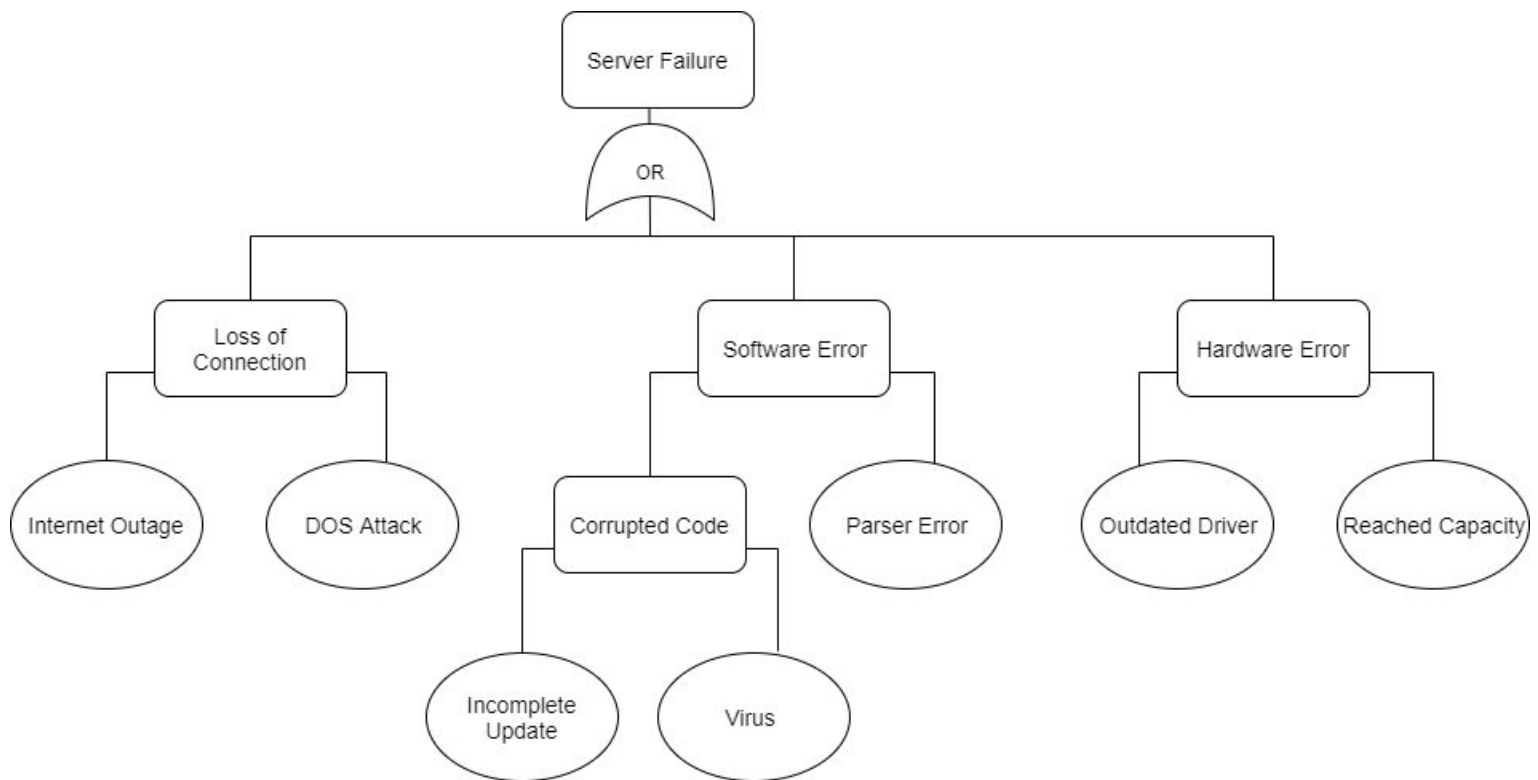 Server Failure
OR
Loss of
Connection
Software Error
Hardware Error
Internet Outage
DOS Attack
Corrupted Code
Parser Error
Outdated Driver
Reached Capacity
Incomplete
Update
Virus